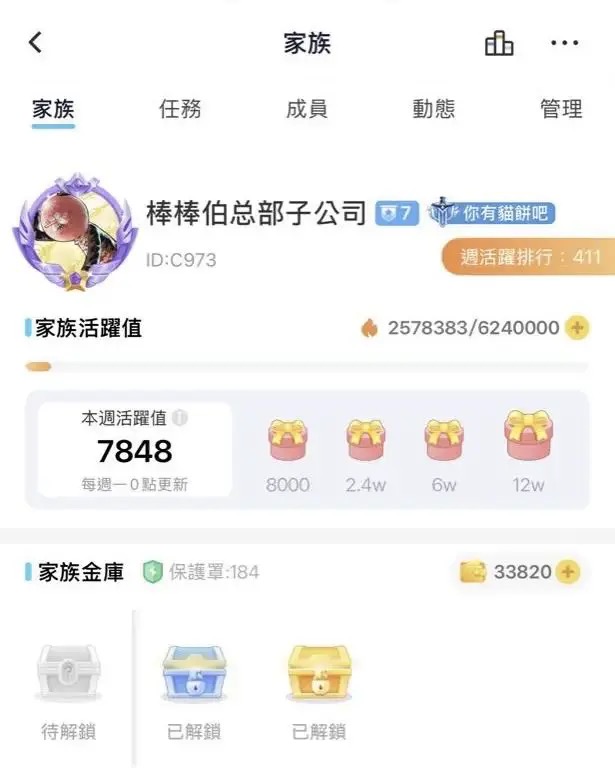 家族
家族 任務 成員 動態 管理
棒棒伯总部子公司 7 你有貓餅吧
ID:C973
週活躍排行：411
家族活躍值 2578383/6240000
本週活躍值
7848
每週一0點更新
8000 2.4w 6w 12w
家族金庫 保護罩:184 33820
待解鎖 已解鎖 已解鎖